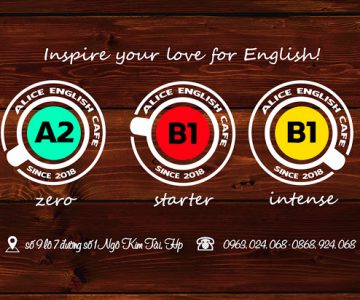 Inspire your love for English!
ALICE ENGLISH CAFE
A2
SINCE 2018
zero
ALICE ENGLISH CAFE
B1
SINCE 2018
starter
ALICE ENGLISH CAFE
B1
SINCE 2018
intense
số 9 lô 7 đường số 1 Ngô Kim Tài, Hp
0963.024.068 - 0868.924.068